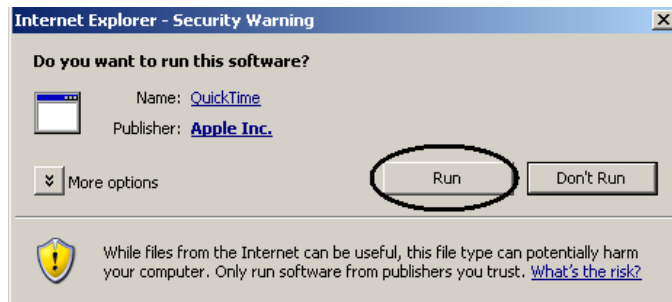 Internet Explorer - Security Warning
Do you want to run this software?
Name: QuickTime
Publisher: Apple Inc.
More options
Run
Don't Run
While files from the Internet can be useful, this file type can potentially harm
your computer. Only run software from publishers you trust. What's the risk?